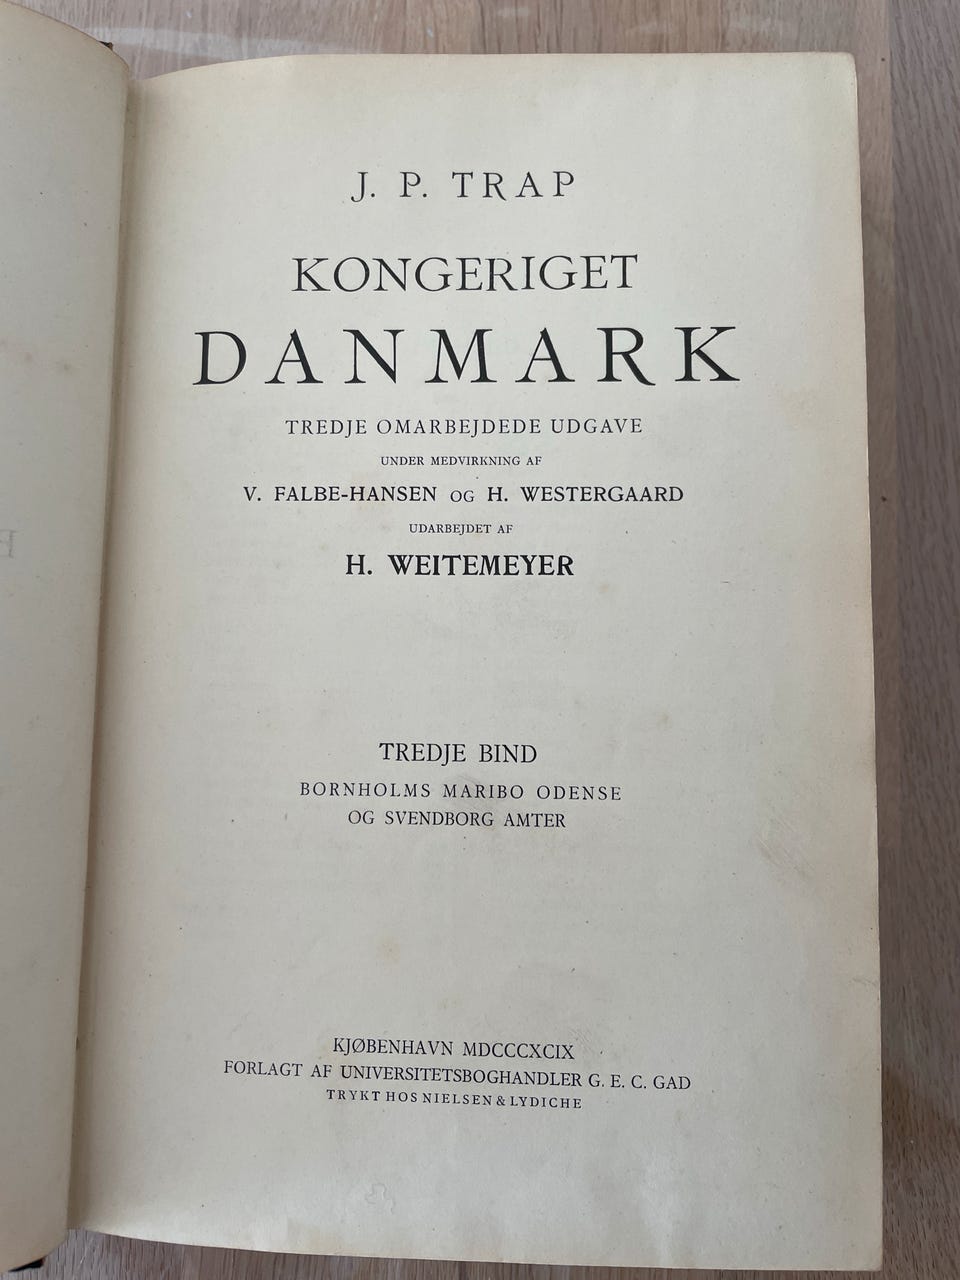 J. P. TRAP
KONGERIGET
DANMARK
TREDJE OMARBEJDEDE UDGAVE
UNDER MEDVIRKNING AF
V. FALBE-HANSEN OG H. WESTERGAARD
UDARBEJDET AF
H. WEITEMEYER
TREDJE BIND
BORNHOLMS MARIBO ODENSE
OG SVENDBORG AMTER
KJØBENHAVN MDCCCXCIX
FORLAGT AF UNIVERSITETSBOGHANDLER G. E. C. GAD
TRYKT HOS NIELSEN & LYDICHE